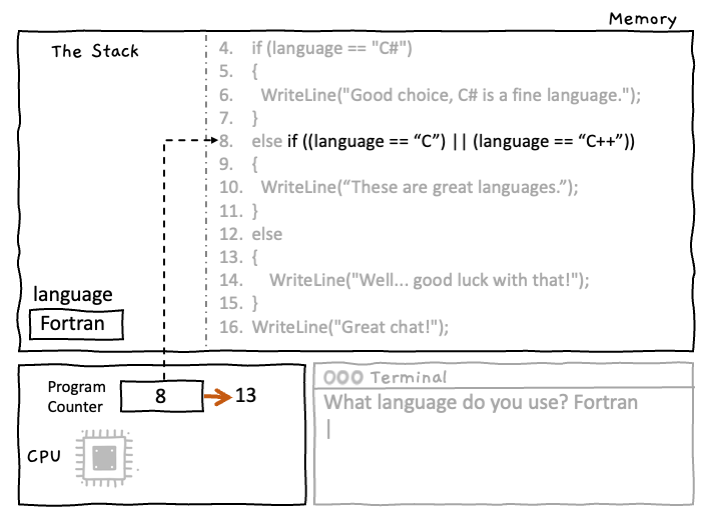 Memory
The Stack
4. if (language == "C#")
5. {
6. WriteLine("Good choice, C# is a fine language.");
7. }
8. else if ((language == “C”) || (language == “C++”))
9. {
10. WriteLine(“These are great languages.”);
11. }
12. else
13. {
14. WriteLine("Well... good luck with that!");
15. }
16. WriteLine("Great chat!");
language
Fortran
Program
Counter
8
13
CPU
Terminal
What language do you use? Fortran
|